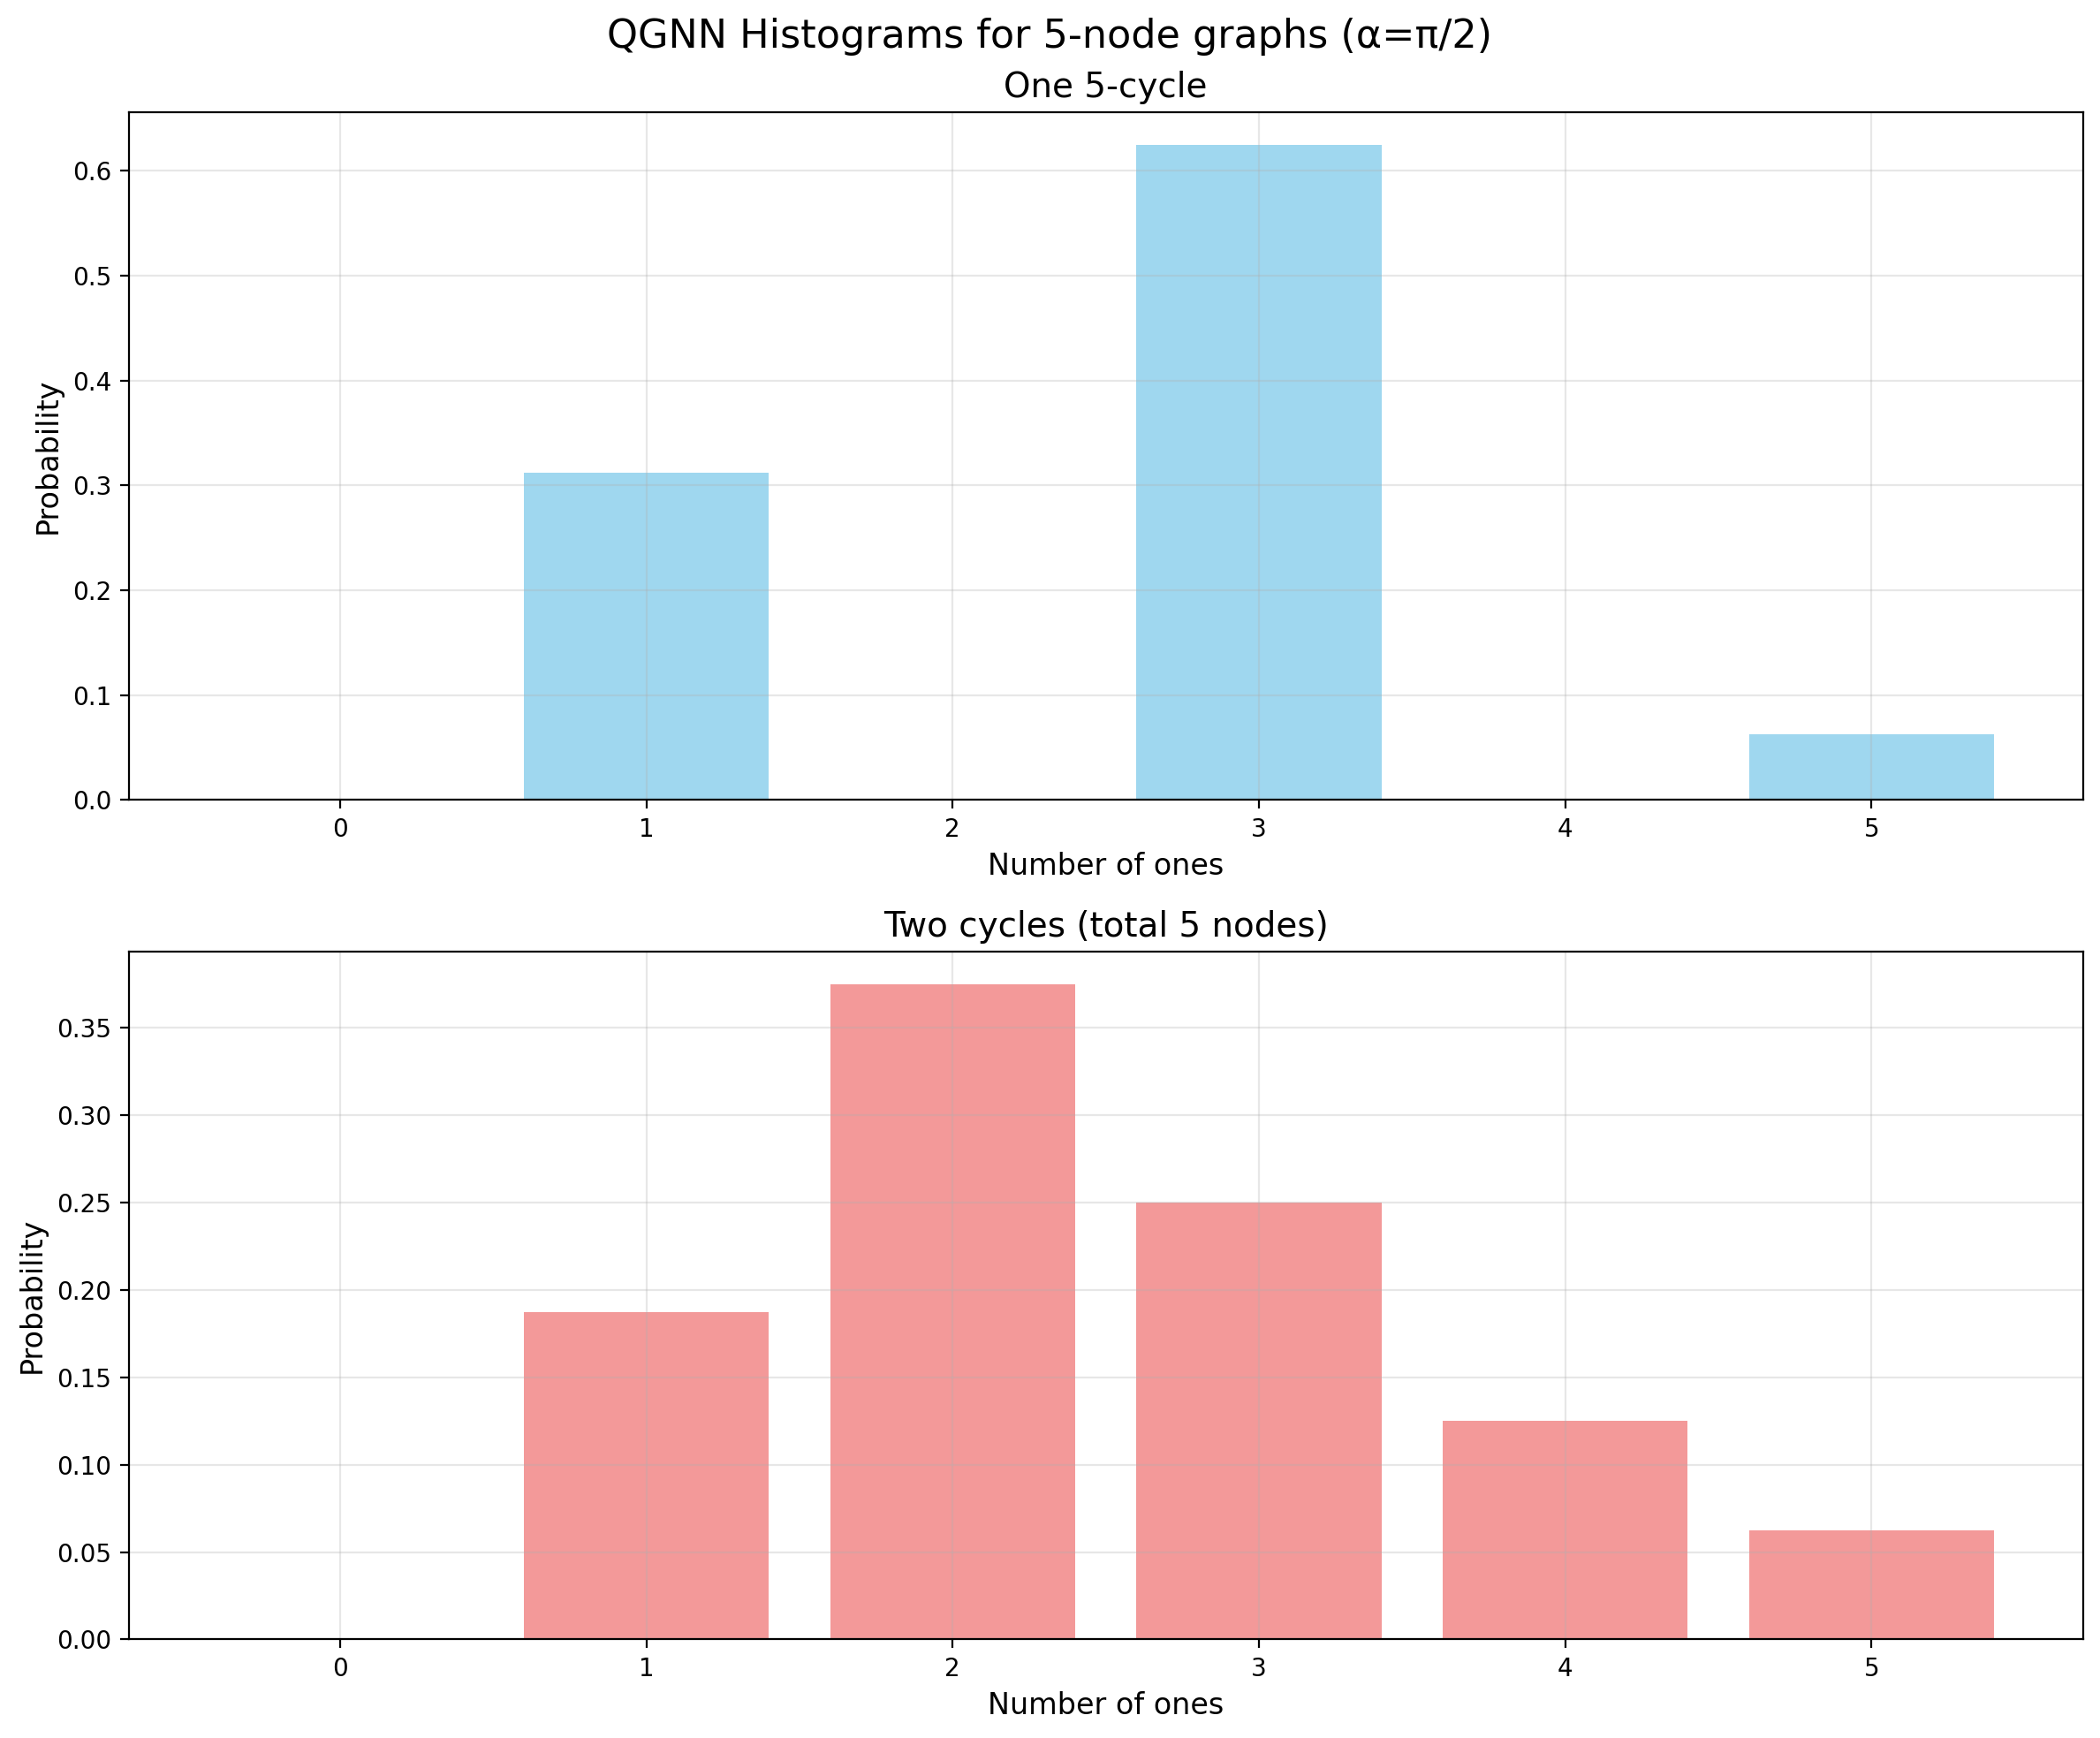 QGNN Histograms for 5-node graphs (α=π/2)
One 5-cycle
Probability
0.6
0.5
0.4
0.3
0.2
0.1
0.0
0 1 2 3 4 5
Number of ones
Two cycles (total 5 nodes)
Probability
0.35
0.30
0.25
0.20
0.15
0.10
0.05
0.00
0 1 2 3 4 5
Number of ones